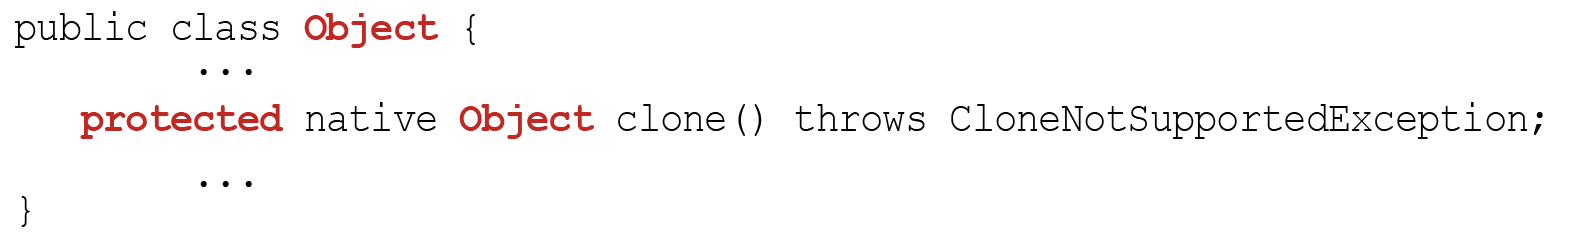 public class Object {
...
protected native Object clone() throws CloneNotSupportedException;
...
}